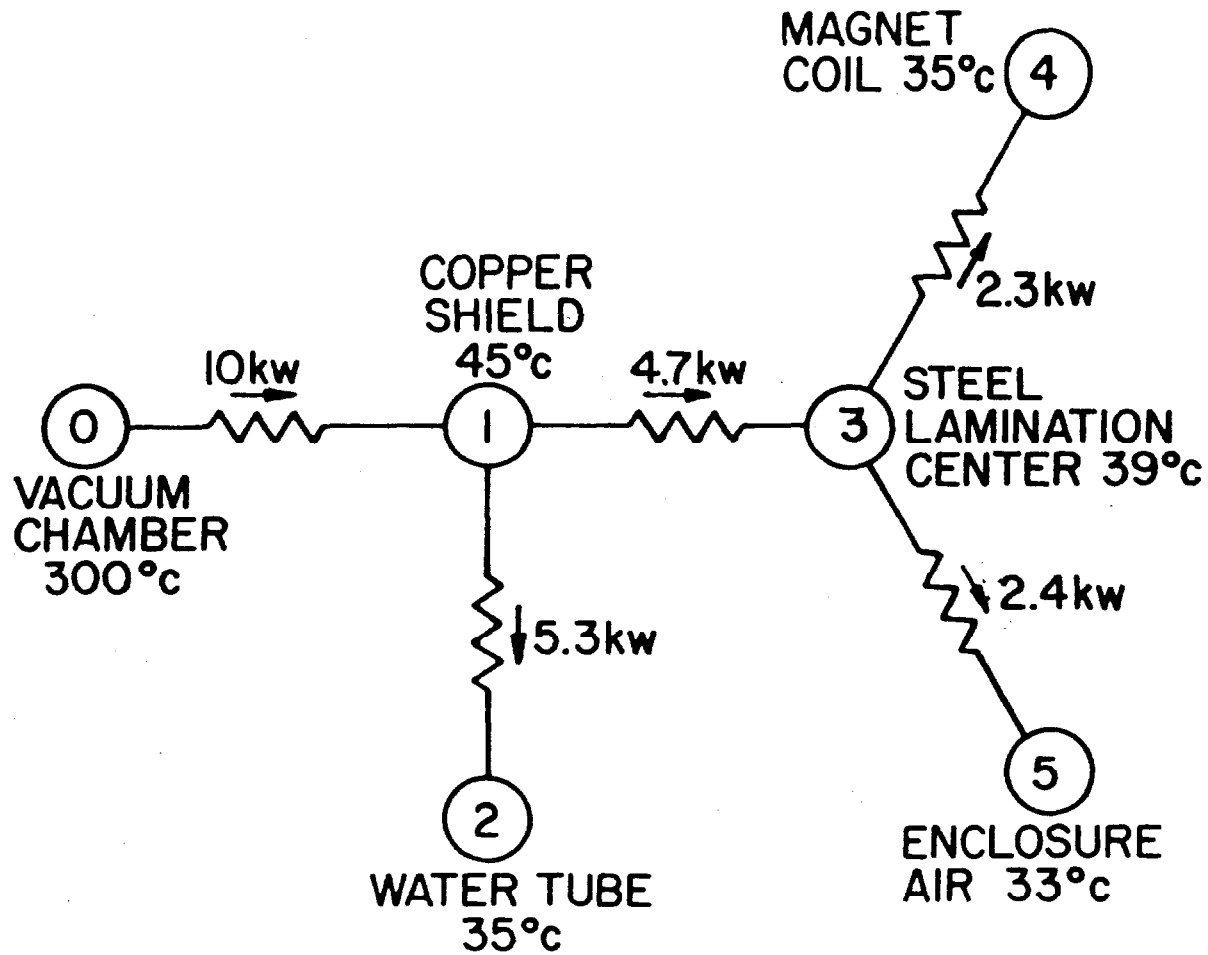 MAGNET
COIL 35°c
4
COPPER
SHIELD
45°c
2.3kw
10kw
4.7kw
0
1
3
STEEL
LAMINATION
CENTER 39°c
VACUUM
CHAMBER
300°c
5.3kw
2.4kw
2
5
WATER TUBE
35°c
ENCLOSURE
AIR 33°c